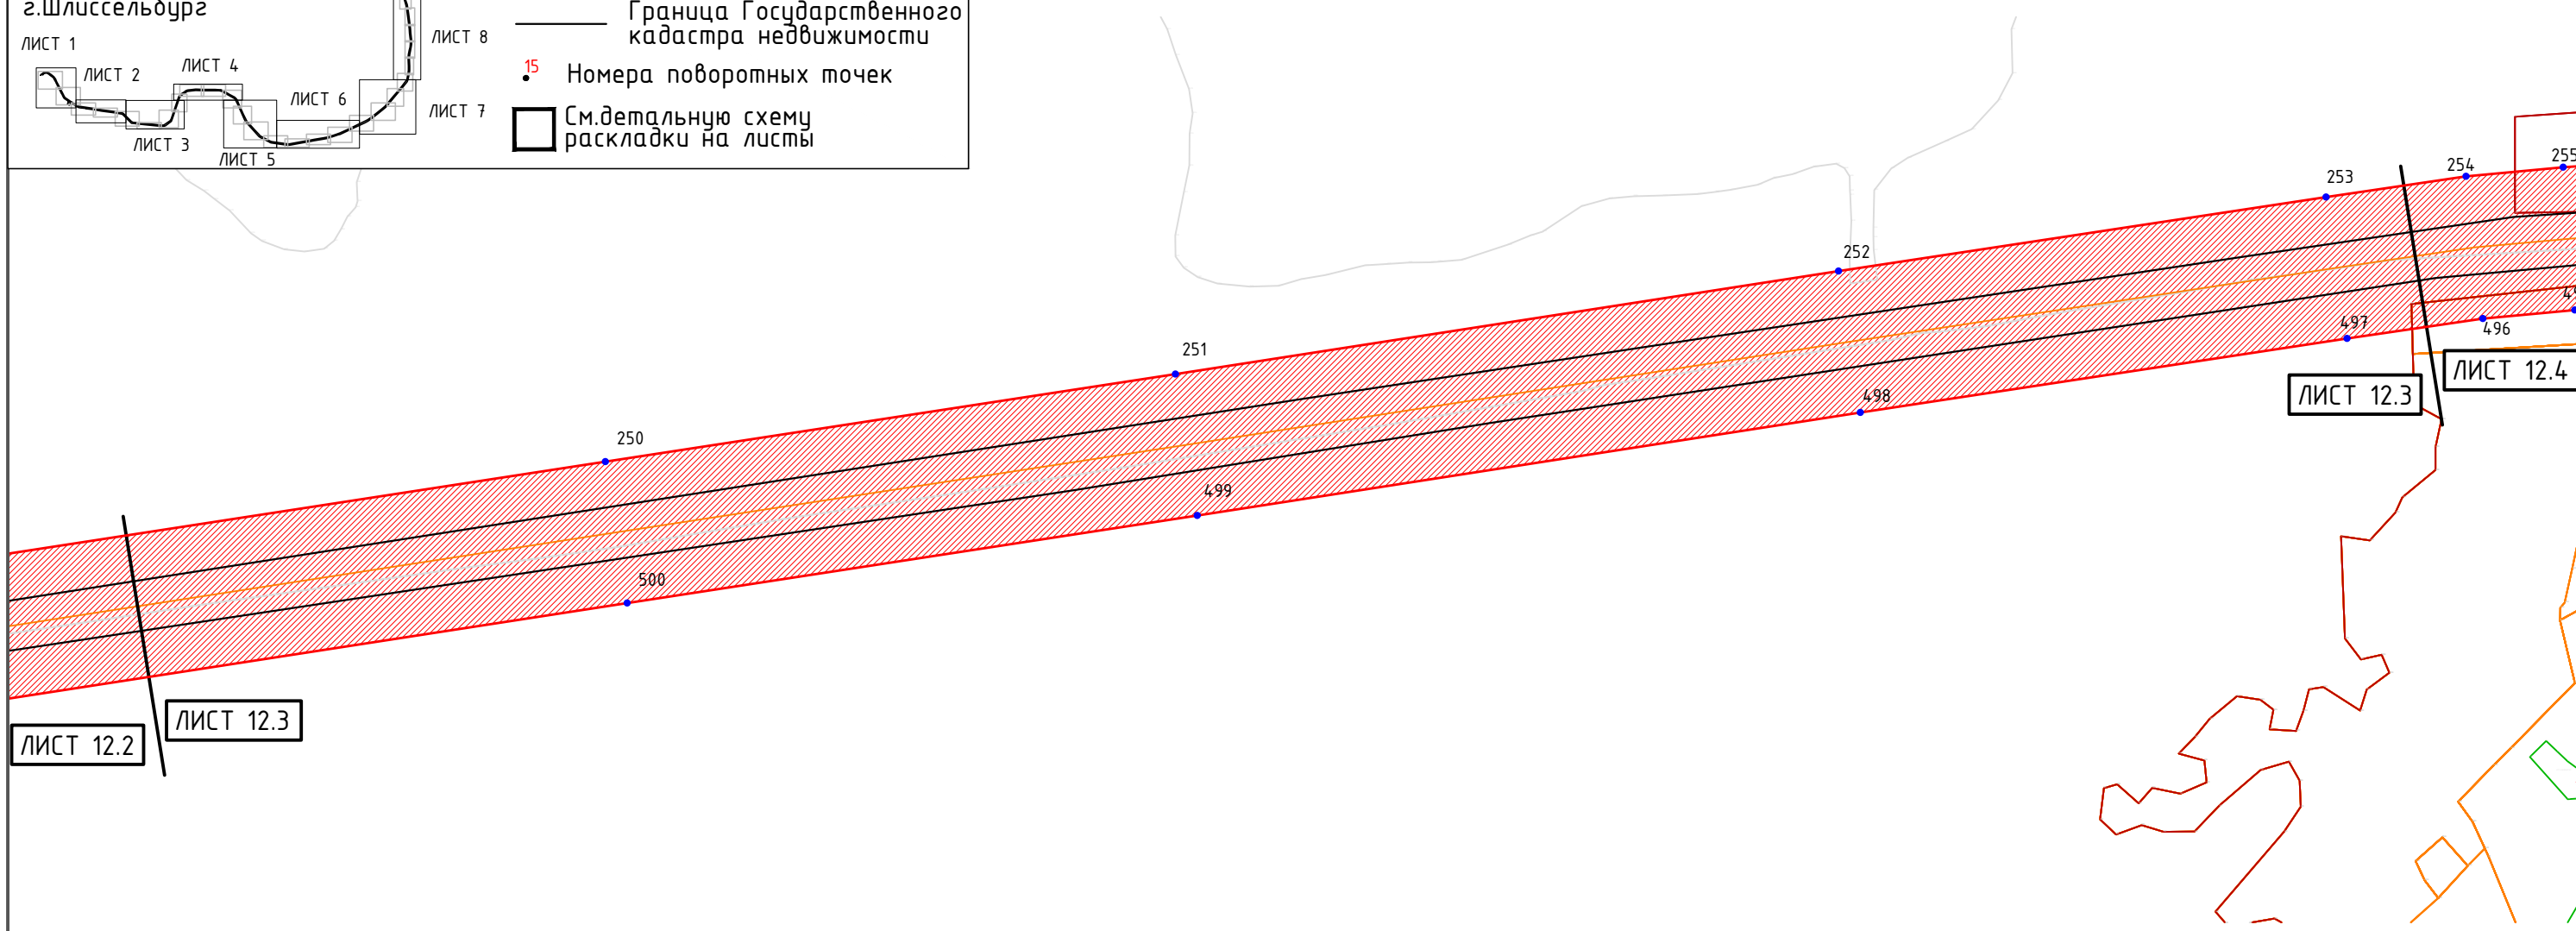 г.Шлиссельбург
ЛИСТ 1
ЛИСТ 2
ЛИСТ 4
ЛИСТ 3
ЛИСТ 5
ЛИСТ 6
ЛИСТ 7
ЛИСТ 8
Граница Государственного
кадастра недвижимости
15
Номера поворотных точек
См.детальную схему
раскладки на листы
250
251
252
253
254
255
496
497
498
499
500
ЛИСТ 12.2
ЛИСТ 12.3
ЛИСТ 12.3
ЛИСТ 12.4